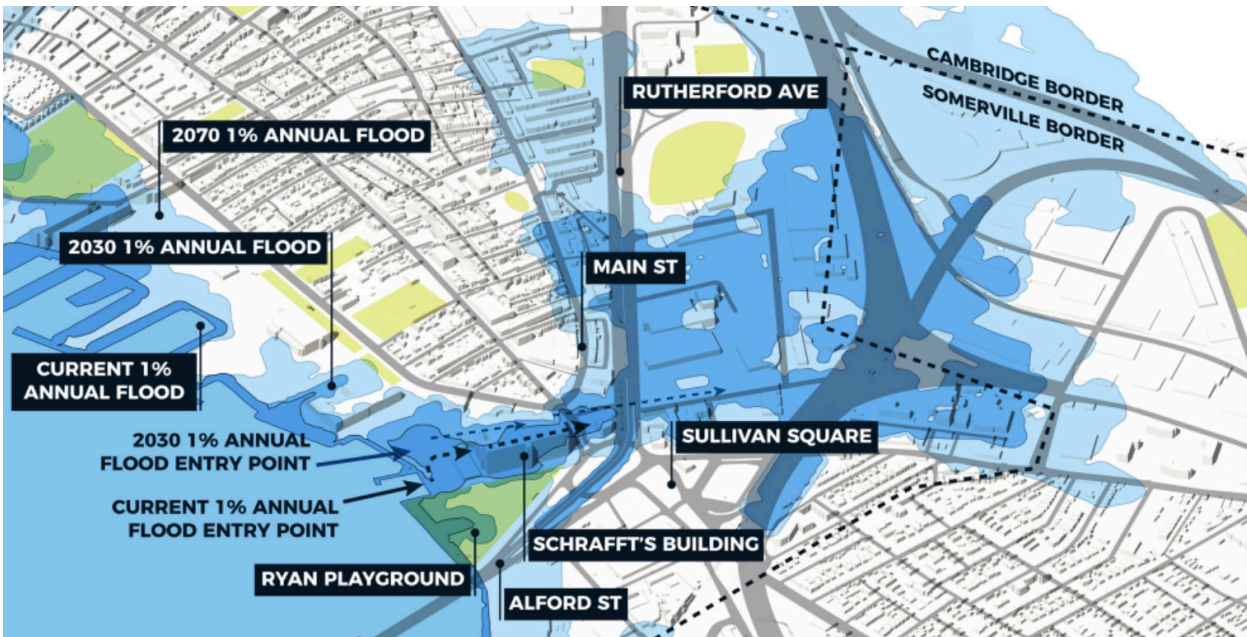 CAMBRIDGE BORDER
SOMERVILLE BORDER
RUTHERFORD AVE
2070 1% ANNUAL FLOOD
2030 1% ANNUAL FLOOD
MAIN ST
CURRENT 1%
ANNUAL FLOOD
2030 1% ANNUAL
FLOOD ENTRY POINT
SULLIVAN SQUARE
CURRENT 1% ANNUAL
FLOOD ENTRY POINT
SCHRAFFT'S BUILDING
RYAN PLAYGROUND
ALFORD ST